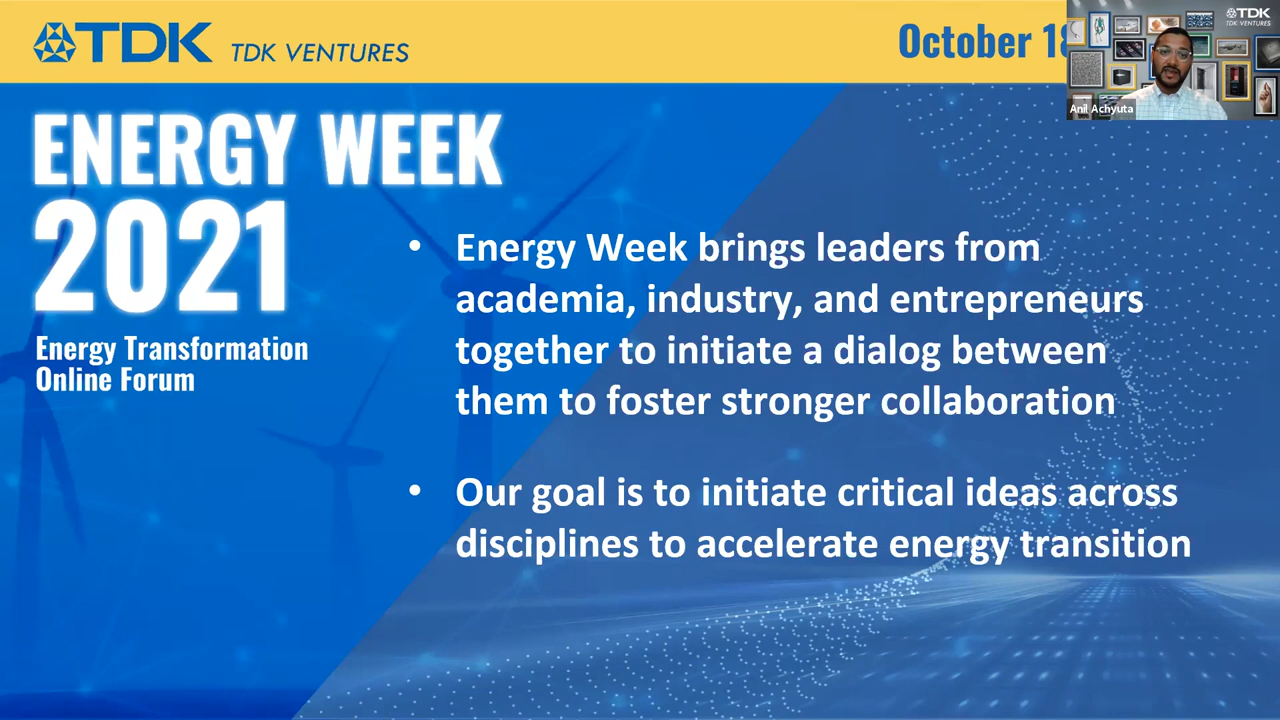 TDK TDK VENTURES
October 18
TDK
TDK VENTURES
Anil Achyuta
ENERGY WEEK
2021
Energy Transformation
Online Forum
• Energy Week brings leaders from
academia, industry, and entrepreneurs
together to initiate a dialog between
them to foster stronger collaboration
• Our goal is to initiate critical ideas across
disciplines to accelerate energy transition